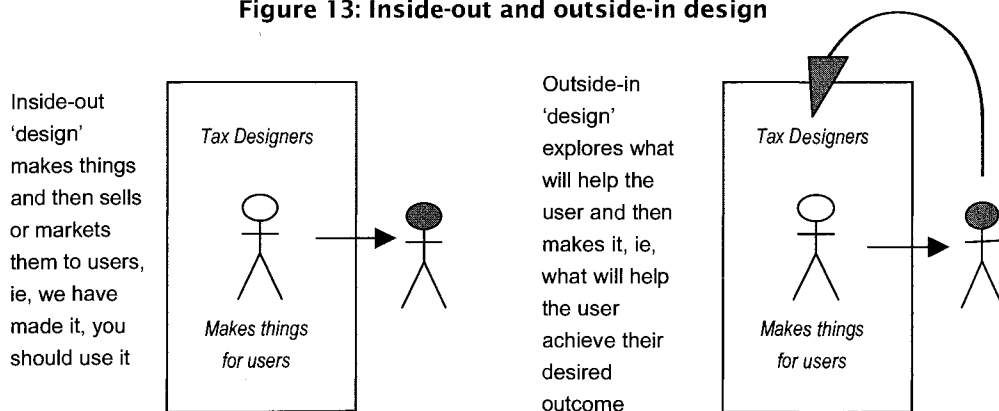 Figure 13: Inside-out and outside-in design
Inside-out
‘design’
makes things
and then sells
or markets
them to users,
ie, we have
made it, you
should use it
Tax Designers
Makes things
for users
Outside-in
‘design’
explores what
will help the
user and then
makes it, ie,
what will help
the user
achieve their
desired
outcome
Tax Designers
Makes things
for users